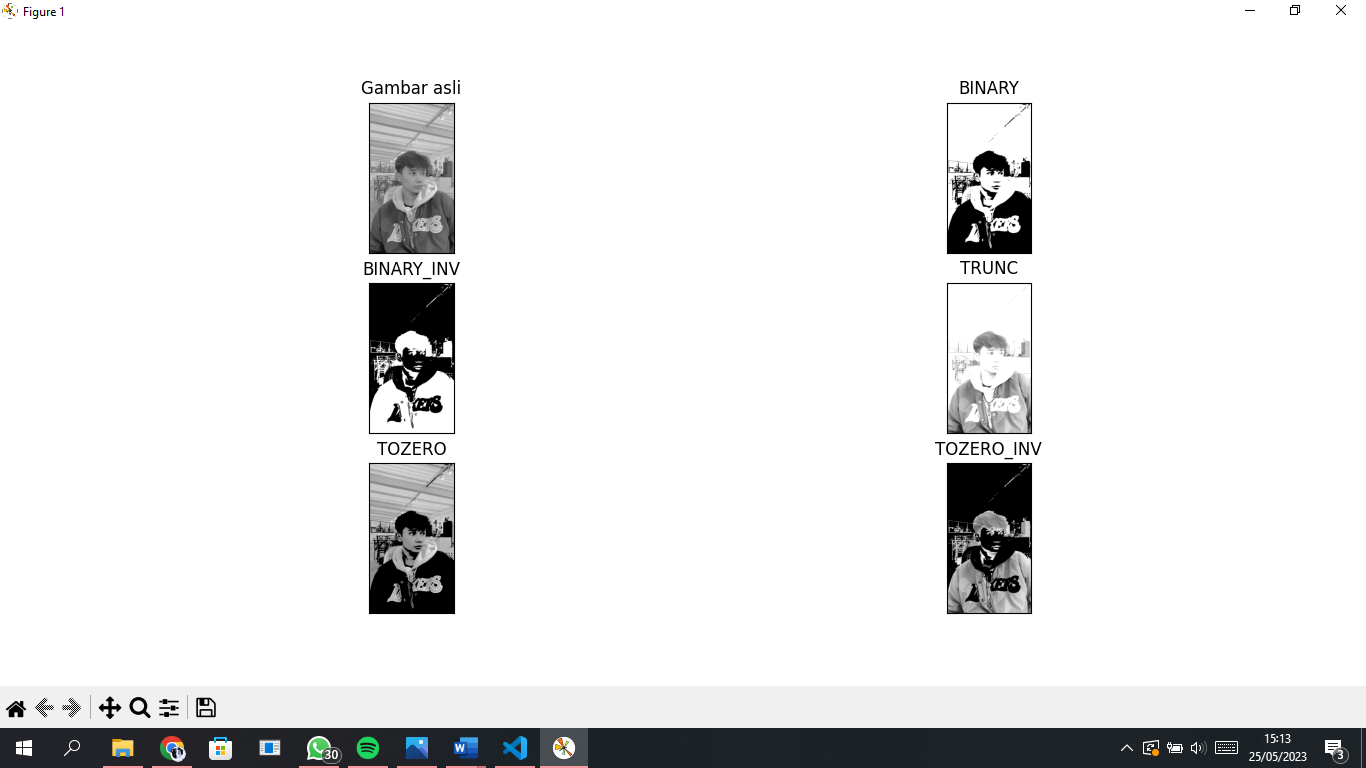 Figure 1
Gambar asli
BINARY
BINARY_INV
TRUNC
TOZERO
TOZERO_INV
30
15:13
25/05/2023
3